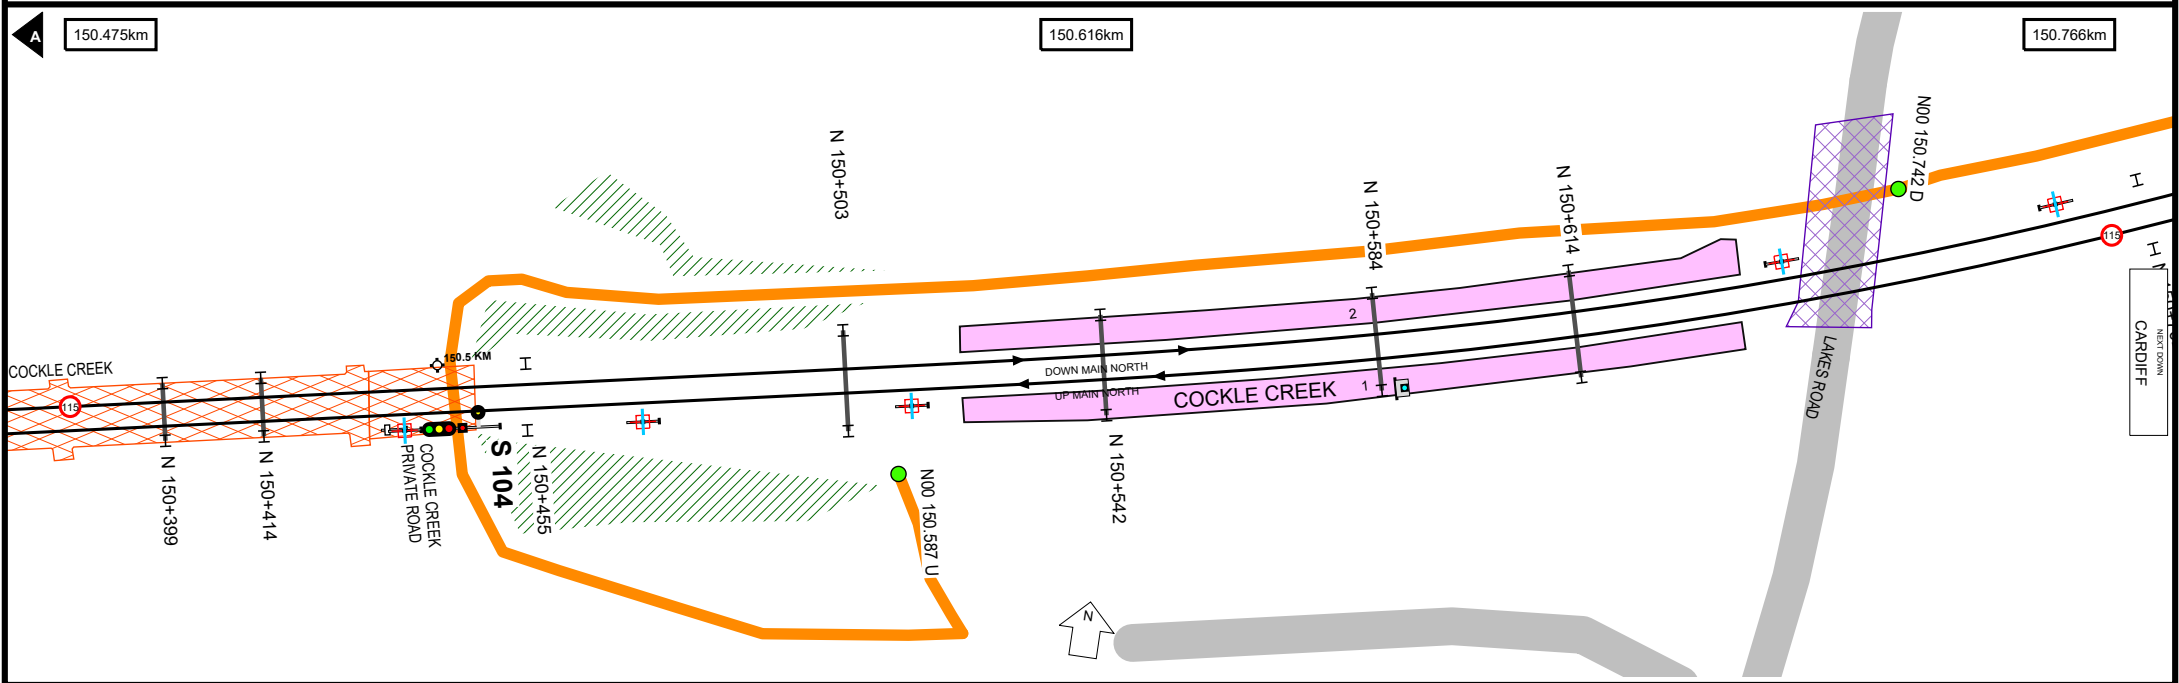 A
150.475km
150.616km
150.766km
N 150+503
N 150+584
N 150+614
N00 150.742 D
115
COCKLE CREEK
150.5 KM
115
2
DOWN MAIN NORTH
UP MAIN NORTH
COCKLE CREEK
1
LAKES ROAD
NEXT DOWN
CARDIFF
N 150+399
N 150+414
COCKLE CREEK
PRIVATE ROAD
S 104
N 150+455
N00 150.587 U
N 150+542
N